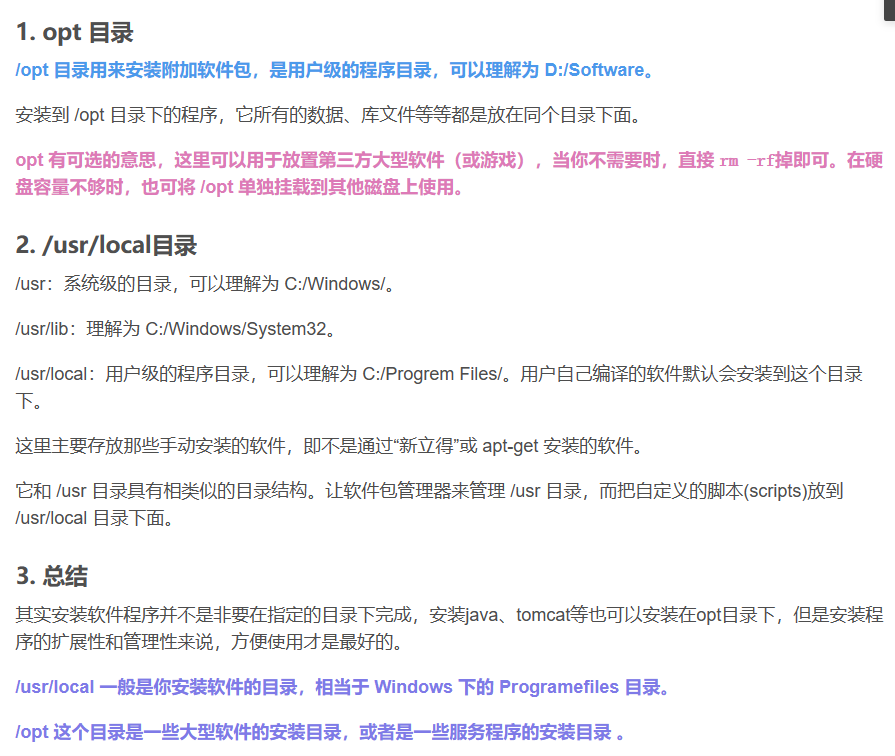 1. opt 目录
/opt 目录用来安装附加软件包，是用户级的程序目录，可以理解为 D:/Software。
安装到 /opt 目录下的程序，它所有的数据、库文件等等都是放在同个目录下面。
opt 有可选的意思，这里可以用于放置第三方大型软件（或游戏），当你不需要时，直接 rm -rf掉即可。在硬
盘容量不够时，也可将 /opt 单独挂载到其他磁盘上使用。
2. /usr/local目录
/usr：系统级的目录，可以理解为 C:/Windows/。
/usr/lib：理解为 C:/Windows/System32。
/usr/local：用户级的程序目录，可以理解为 C:/Progrem Files/。用户自己编译的软件默认会安装到这个目录
下。
这里主要存放那些手动安装的软件，即不是通过“新立得”或 apt-get 安装的软件。
它和 /usr 目录具有相类似的目录结构。让软件包管理器来管理 /usr 目录，而把自定义的脚本(scripts)放到
/usr/local 目录下面。
3. 总结
其实安装软件程序并不是非要在指定的目录下完成，安装java、tomcat等也可以安装在opt目录下，但是安装程
序的扩展性和管理性来说，方便使用才是最好的。
/usr/local 一般是你安装软件的目录，相当于 Windows 下的 Programefiles 目录。
/opt 这个目录是一些大型软件的安装目录，或者是一些服务程序的安装目录 。